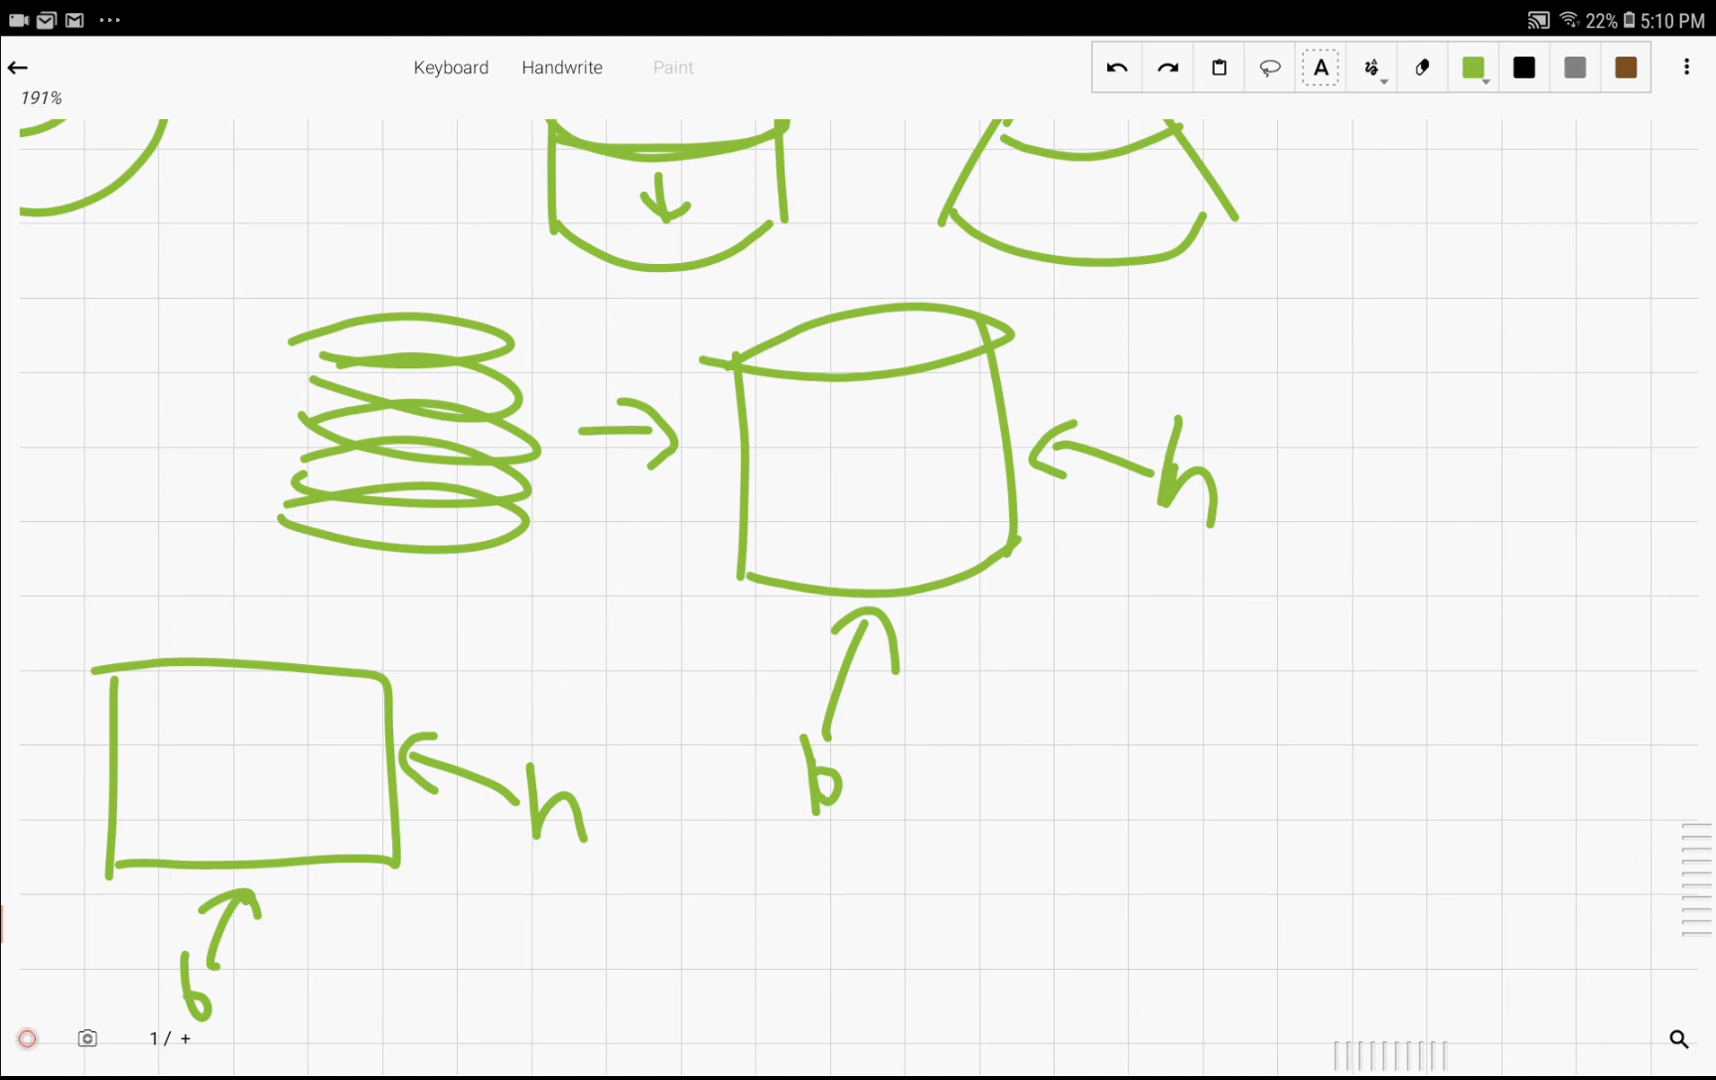 22% 5:10 PM
Keyboard Handwrite Paint
A
191%
h
h
b
b
1 / +